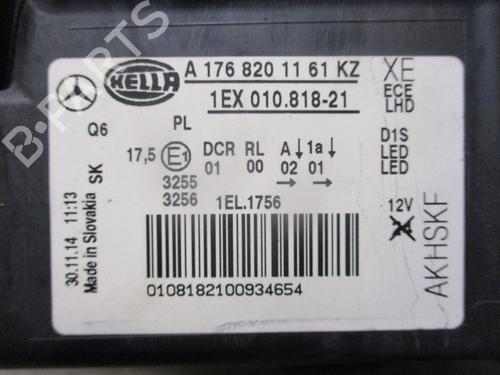 HELLA
A 176 820 11 61 KZ
1EX 010.818-21
XE
ECE
LHD
Q6
PL
17,5 E1
DCR RL A↓ 1a↓
01 00 02 01
3255 → →
3256 1EL.1756
D1S
LED
LED
12V
X
AKHSKF
30.11.14 11:13
Made in Slovakia SK
0108182100934654